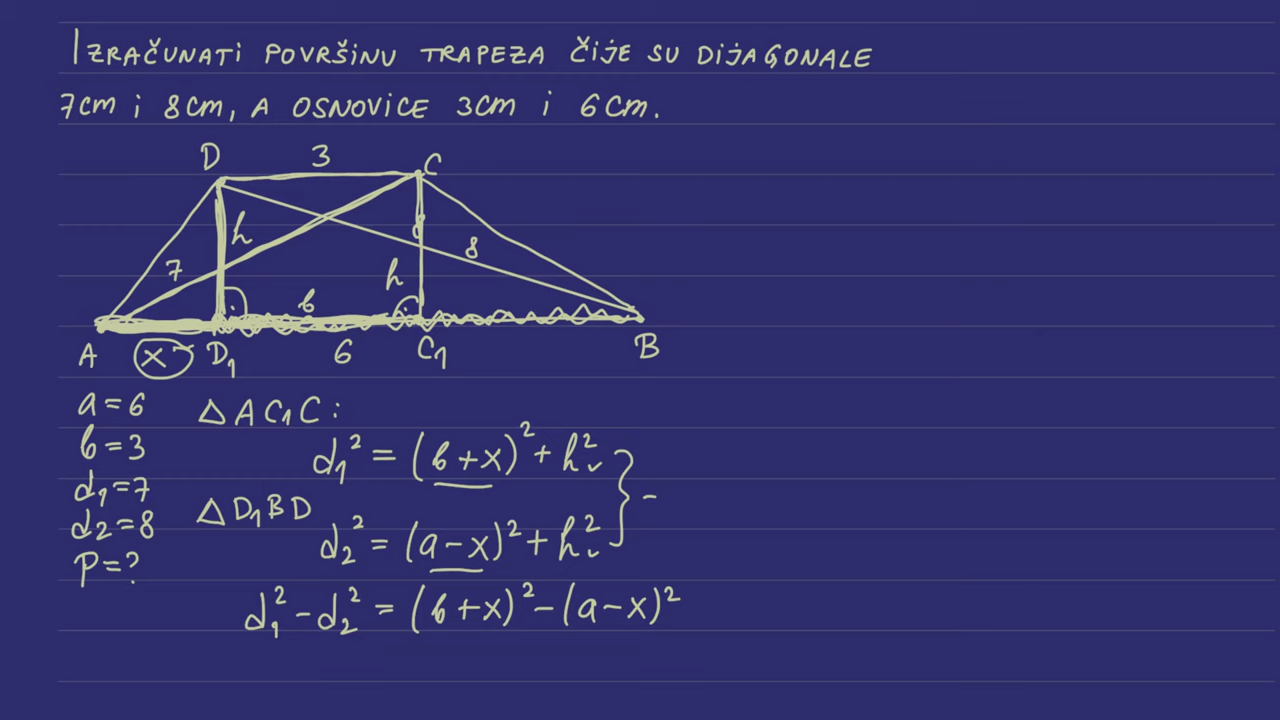 IZRAČUNATI POVRŠINU TRAPEZA ČIJE SU DIJAGONALE
7cm i 8cm, A OSNOVICE 3cm i 6cm.
D 3 C
h
8
7
h
b
A x D₁ 6 C₁ B
a=6
b=3
d₁=7
d₂=8
P=?
△AC₁C:
d₁² = (b+x)² + h²
△D₁BD
d₂² = (a-x)² + h²
} -
d₁² - d₂² = (b+x)² - (a-x)²